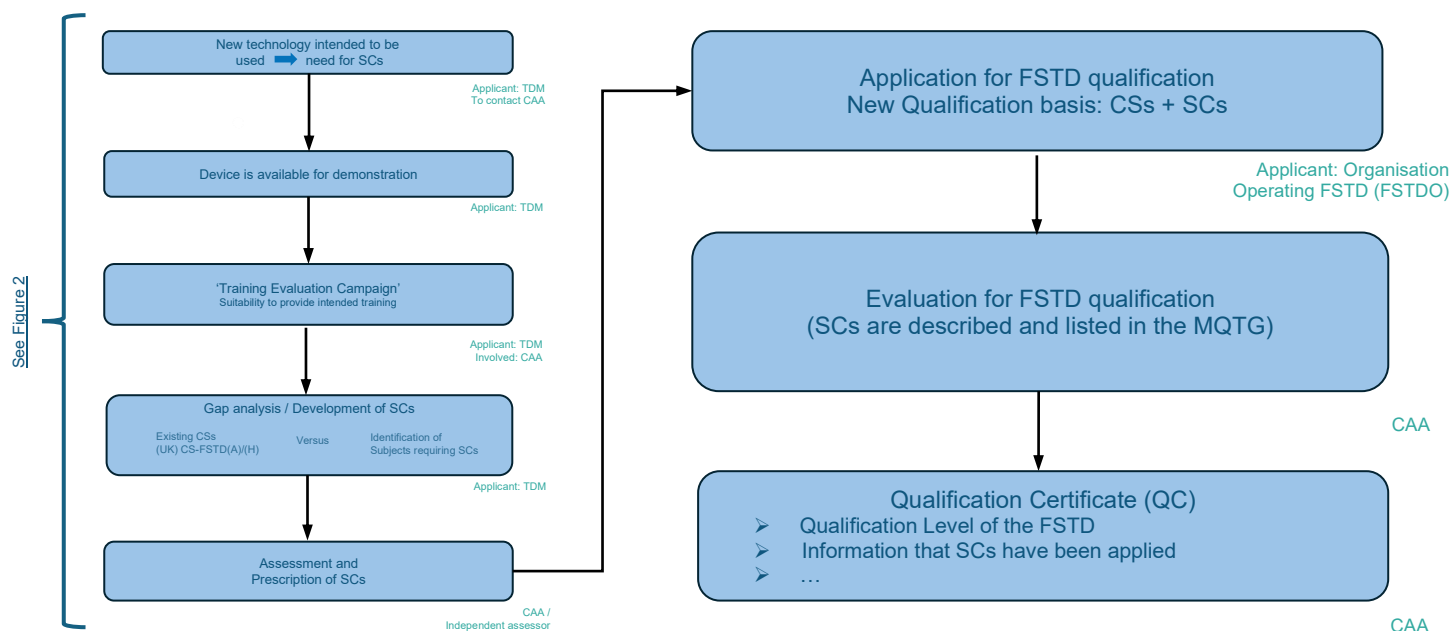 See Figure 2
New technology intended to be
used need for SCs
Applicant: TDM
To contact CAA
Device is available for demonstration
Applicant: TDM
‘Training Evaluation Campaign’
Suitability to provide intended training
Applicant: TDM
Involved: CAA
Gap analysis / Development of SCs
Existing CSs
(UK) CS-FSTD(A)/(H)
Versus
Identification of
Subjects requiring SCs
Applicant: TDM
Assessment and
Prescription of SCs
CAA /
Independent assessor
Application for FSTD qualification
New Qualification basis: CSs + SCs
Applicant: Organisation
Operating FSTD (FSTDO)
Evaluation for FSTD qualification
(SCs are described and listed in the MQTG)
CAA
Qualification Certificate (QC)
➢ Qualification Level of the FSTD
➢ Information that SCs have been applied
➢ …
CAA